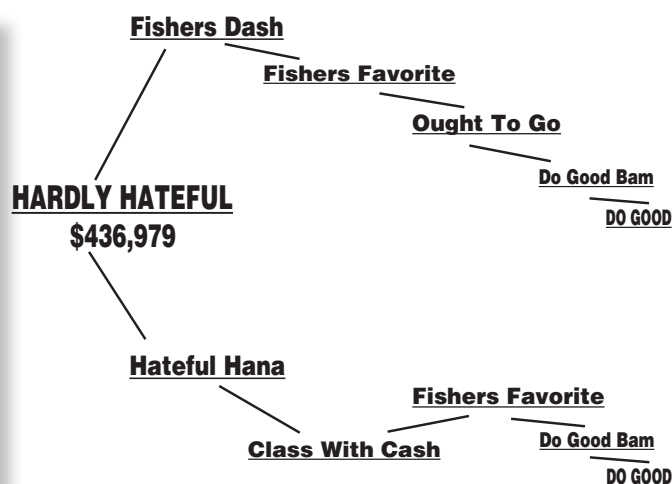 Fishers Dash
Fishers Favorite
Ought To Go
Do Good Bam
DO GOOD
HARDLY HATEFUL
$436,979
Hateful Hana
Fishers Favorite
Class With Cash
Do Good Bam
DO GOOD